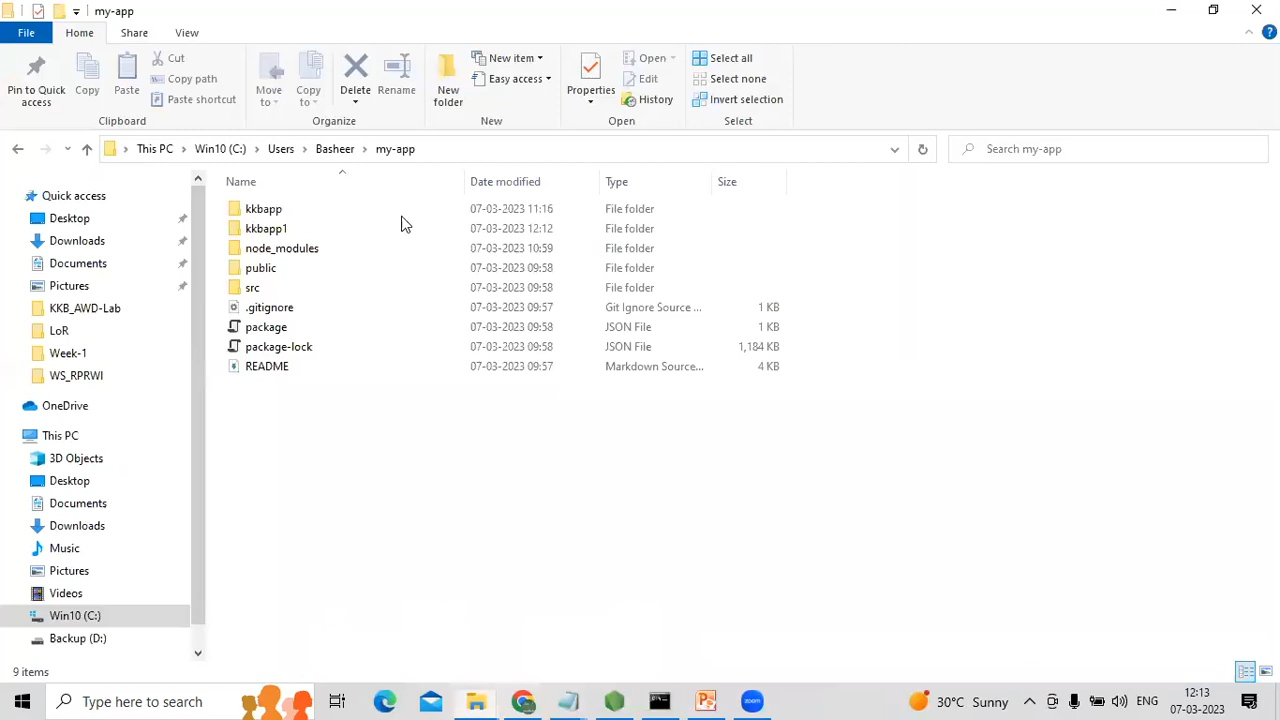 my-app
File Home Share View
Pin to Quick access
Copy
Paste
Cut
Copy path
Paste shortcut
Clipboard
Move to
Copy to
Delete
Rename
Organize
New folder
New item
Easy access
New
Properties
Open
Edit
History
Open
Select all
Select none
Invert selection
Select
This PC Win10 (C:) Users Basheer my-app
Search my-app
Quick access
Desktop
Downloads
Documents
Pictures
KKB_AWD-Lab
LoR
Week-1
WS_RPRWI
OneDrive
This PC
3D Objects
Desktop
Documents
Downloads
Music
Pictures
Videos
Win10 (C:)
Backup (D:)
Name Date modified Type Size
kkbapp 07-03-2023 11:16 File folder
kkbapp1 07-03-2023 12:12 File folder
node_modules 07-03-2023 10:59 File folder
public 07-03-2023 09:58 File folder
src 07-03-2023 09:58 File folder
.gitignore 07-03-2023 09:57 Git Ignore Source ... 1 KB
package 07-03-2023 09:58 JSON File 1 KB
package-lock 07-03-2023 09:58 JSON File 1,184 KB
README 07-03-2023 09:57 Markdown Source... 4 KB
9 items
Type here to search
zoom
30°C Sunny
ENG
12:13
07-03-2023